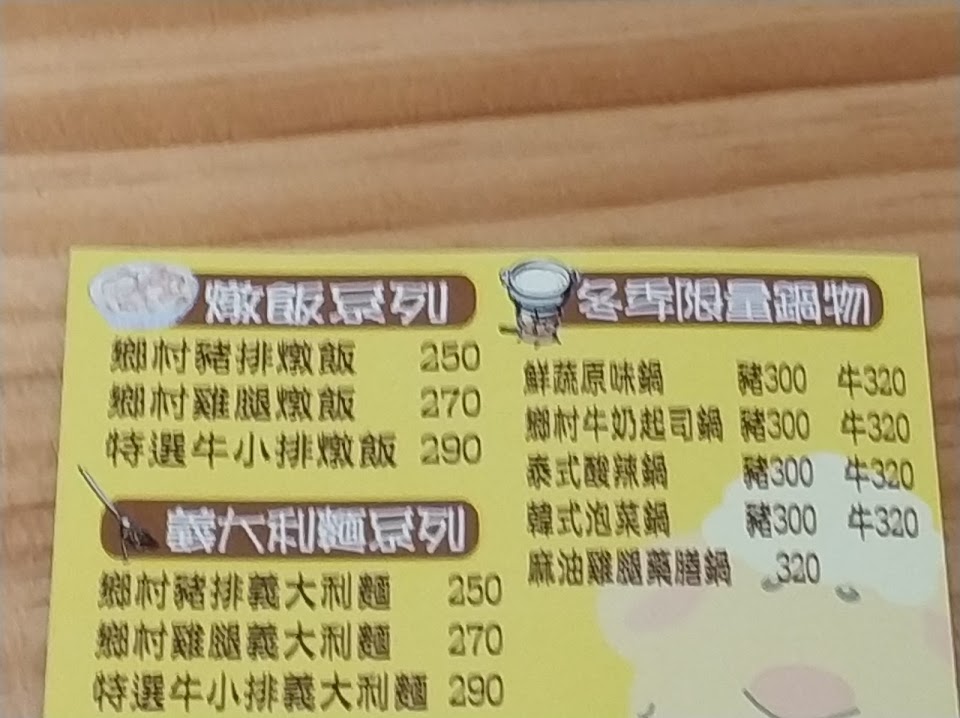 燉飯系列
鄉村豬排燉飯 250
鄉村雞腿燉飯 270
特選牛小排燉飯 290
義大利麵系列
鄉村豬排義大利麵 250
鄉村雞腿義大利麵 270
特選牛小排義大利麵 290
冬季限量鍋物
鮮蔬原味鍋 豬300 牛320
鄉村牛奶起司鍋 豬300 牛320
泰式酸辣鍋 豬300 牛320
韓式泡菜鍋 豬300 牛320
麻油雞腿藥膳鍋 320